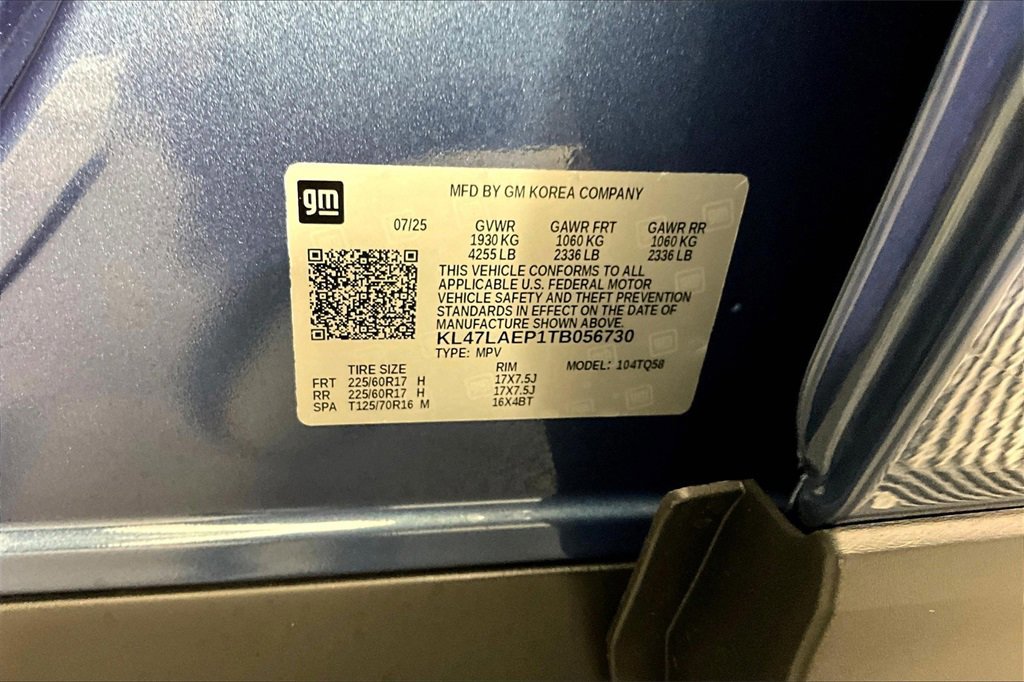 gm
MFD BY GM KOREA COMPANY
07/25 GVWR GAWR FRT GAWR RR
1930 KG 1060 KG 1060 KG
4255 LB 2336 LB 2336 LB
THIS VEHICLE CONFORMS TO ALL
APPLICABLE U.S. FEDERAL MOTOR
VEHICLE SAFETY AND THEFT PREVENTION
STANDARDS IN EFFECT ON THE DATE OF
MANUFACTURE SHOWN ABOVE.
KL47LAEP1TB056730
TYPE: MPV
TIRE SIZE RIM MODEL: 104TQ58
FRT 225/60R17 H 17X7.5J
RR 225/60R17 H 17X7.5J
SPA T125/70R16 M 16X4BT